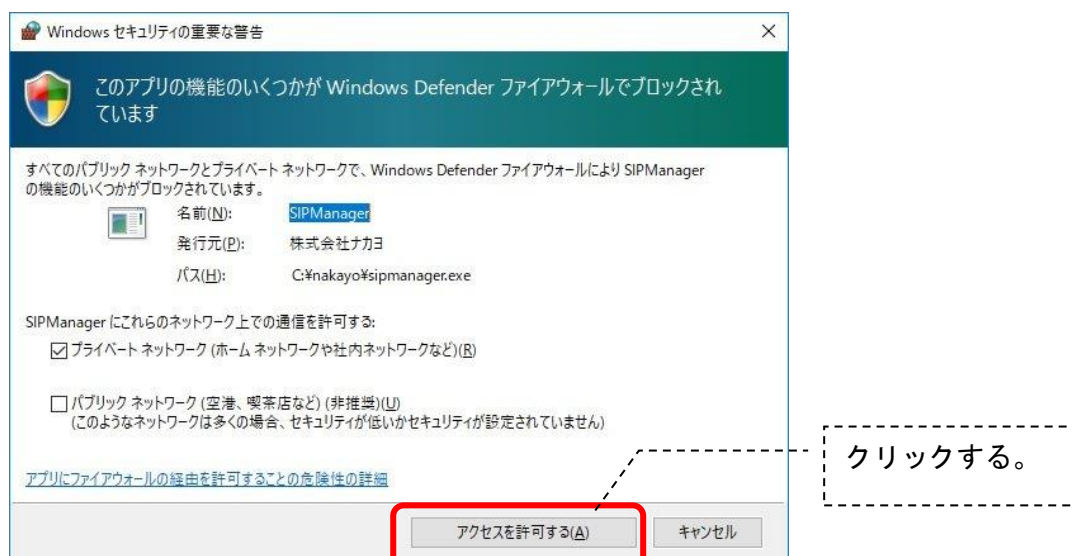 Windows セキュリティの重要な警告
このアプリの機能のいくつかが Windows Defender ファイアウォールでブロックされ
ています
すべてのパブリック ネットワークとプライベート ネットワークで、Windows Defender ファイアウォールにより SIPManager
の機能のいくつかがブロックされています。
名前(N): SIPManager
発行元(P): 株式会社ナカヨ
パス(H): C:¥nakayo¥sipmanager.exe
SIPManager にこれらのネットワーク上での通信を許可する:
プライベート ネットワーク (ホーム ネットワークや社内ネットワークなど)(R)
パブリック ネットワーク (空港、喫茶店など) (非推奨)(U)
(このようなネットワークは多くの場合、セキュリティが低いかセキュリティが設定されていません)
クリックする。
アプリにファイアウォールの経由を許可することの危険性の詳細
アクセスを許可する(A) キャンセル